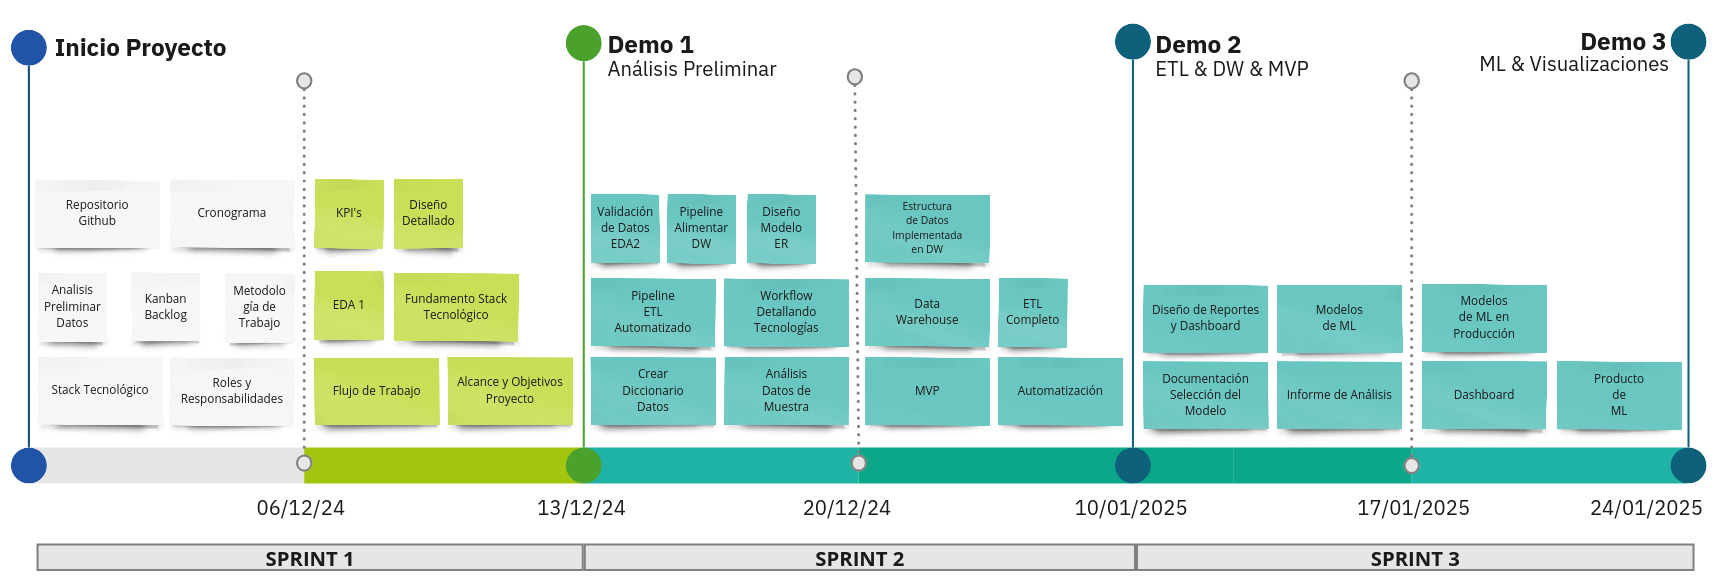 Inicio Proyecto
Demo 1
Análisis Preliminar
Demo 2
ETL & DW & MVP
Demo 3
ML & Visualizaciones
Repositorio
Github
Cronograma
KPI's
Diseño
Detallado
Validación
de Datos
EDA2
Pipeline
Alimentar
DW
Diseño
Modelo
ER
Estructura
de Datos
Implementada
en DW
Analisis
Preliminar
Datos
Kanban
Backlog
Metodolo
gía de
Trabajo
EDA 1
Fundamento Stack
Tecnológico
Pipeline
ETL
Automatizado
Workflow
Detallando
Tecnologías
Data
Warehouse
ETL
Completo
Diseño de Reportes
y Dashboard
Modelos
de ML
Modelos
de ML en
Producción
Stack Tecnológico
Roles y
Responsabilidades
Flujo de Trabajo
Alcance y Objetivos
Proyecto
Crear
Diccionario
Datos
Análisis
Datos de
Muestra
MVP
Automatización
Documentación
Selección del
Modelo
Informe de Análisis
Dashboard
Producto
de
ML
06/12/24
13/12/24
20/12/24
10/01/2025
17/01/2025
24/01/2025
SPRINT 1
SPRINT 2
SPRINT 3